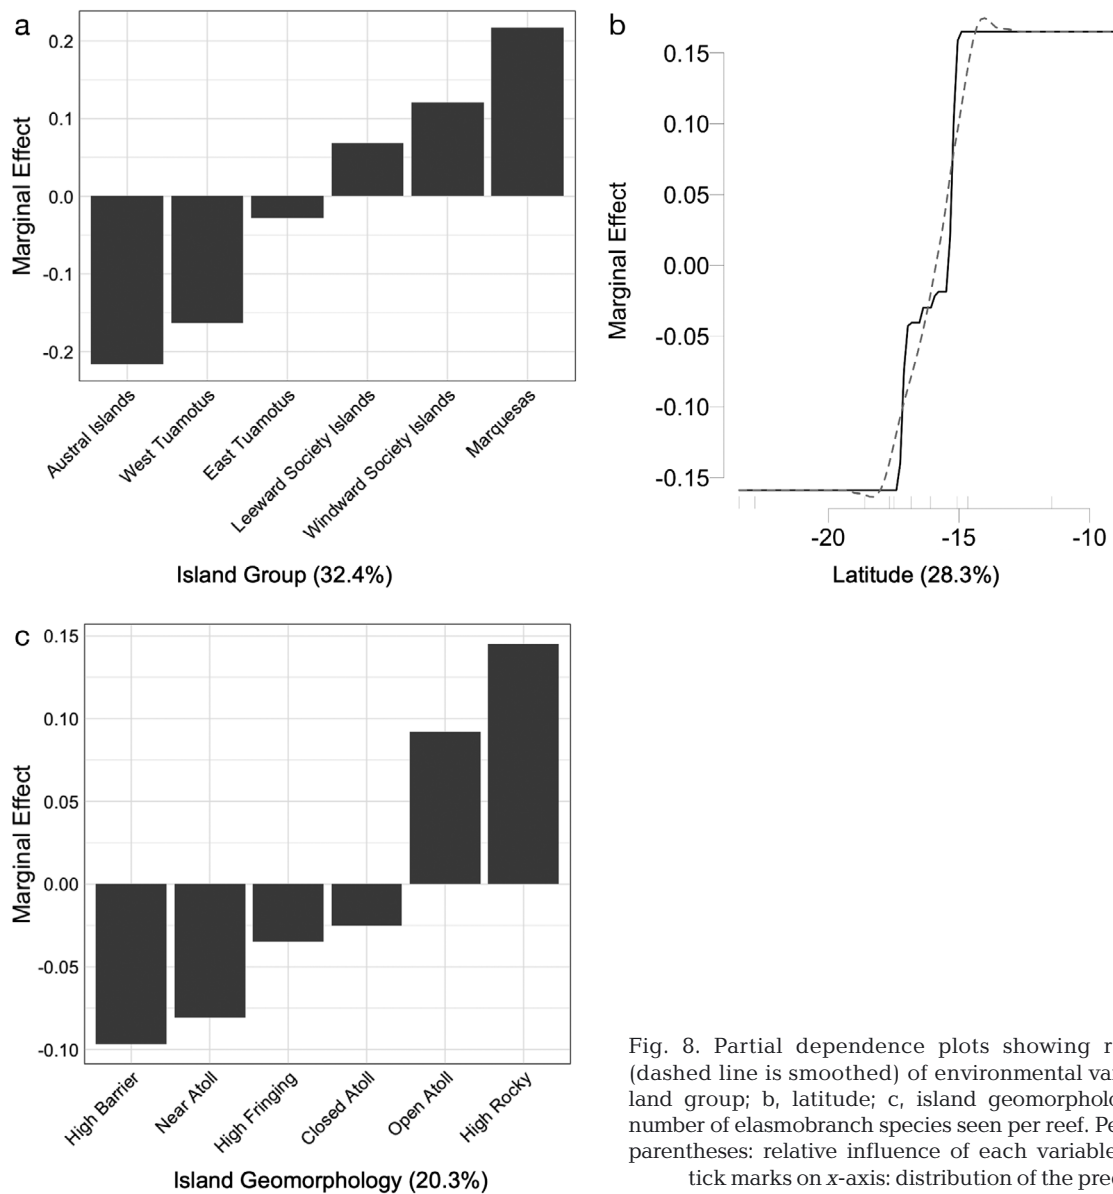 a
0.2
0.1
0.0
-0.1
-0.2
Marginal Effect
Austral Islands
West Tuamotus
East Tuamotus
Leeward Society Islands
Windward Society Islands
Marquesas
Island Group (32.4%)
b
0.15
0.10
0.05
0.00
-0.05
-0.10
-0.15
Marginal Effect
-20
-15
-10
Latitude (28.3%)
c
0.15
0.10
0.05
0.00
-0.05
-0.10
Marginal Effect
High Barrier
Near Atoll
High Fringing
Closed Atoll
Open Atoll
High Rocky
Island Geomorphology (20.3%)
Fig. 8. Partial dependence plots showing
(dashed line is smoothed) of environmental
land group; b, latitude; c, island
number of elasmobranch species seen per reef.
parentheses: relative influence of each variable
tick marks on x-axis: distribution of the